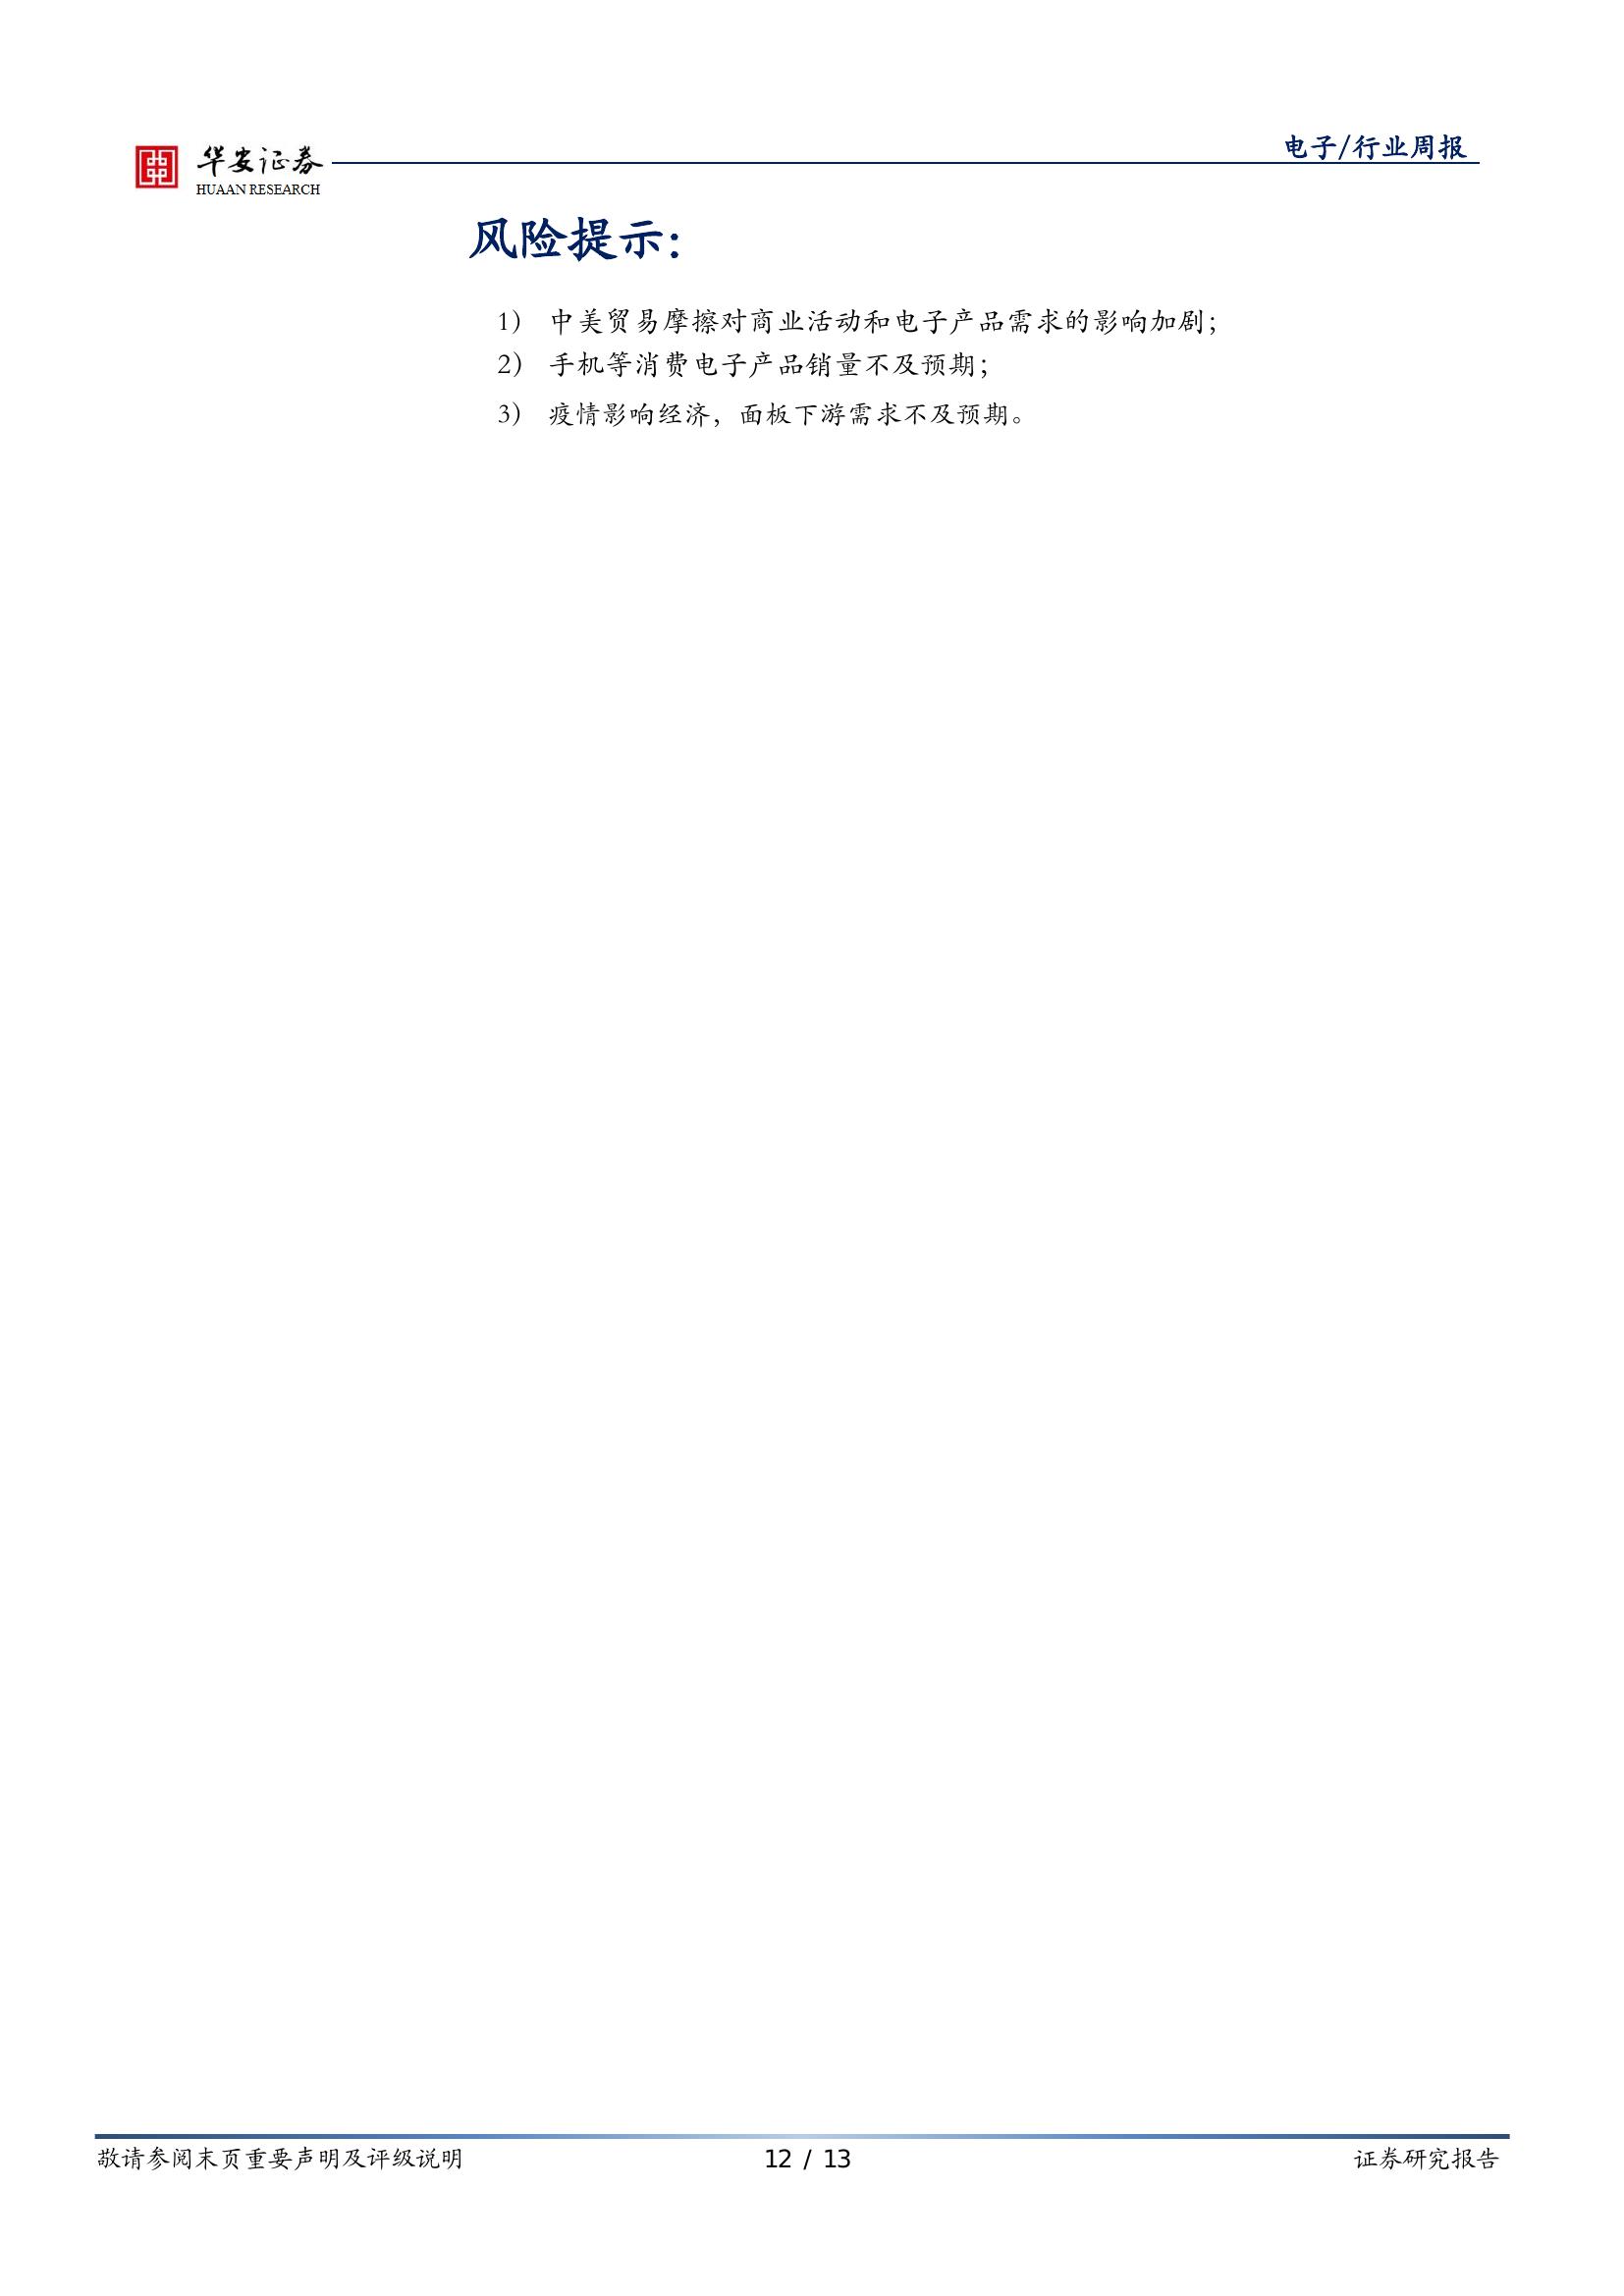 华安证券
HUAAN RESEARCH
电子/行业周报
风险提示：
1） 中美贸易摩擦对商业活动和电子产品需求的影响加剧；
2） 手机等消费电子产品销量不及预期；
3） 疫情影响经济，面板下游需求不及预期。
敬请参阅末页重要声明及评级说明 12 / 13 证券研究报告